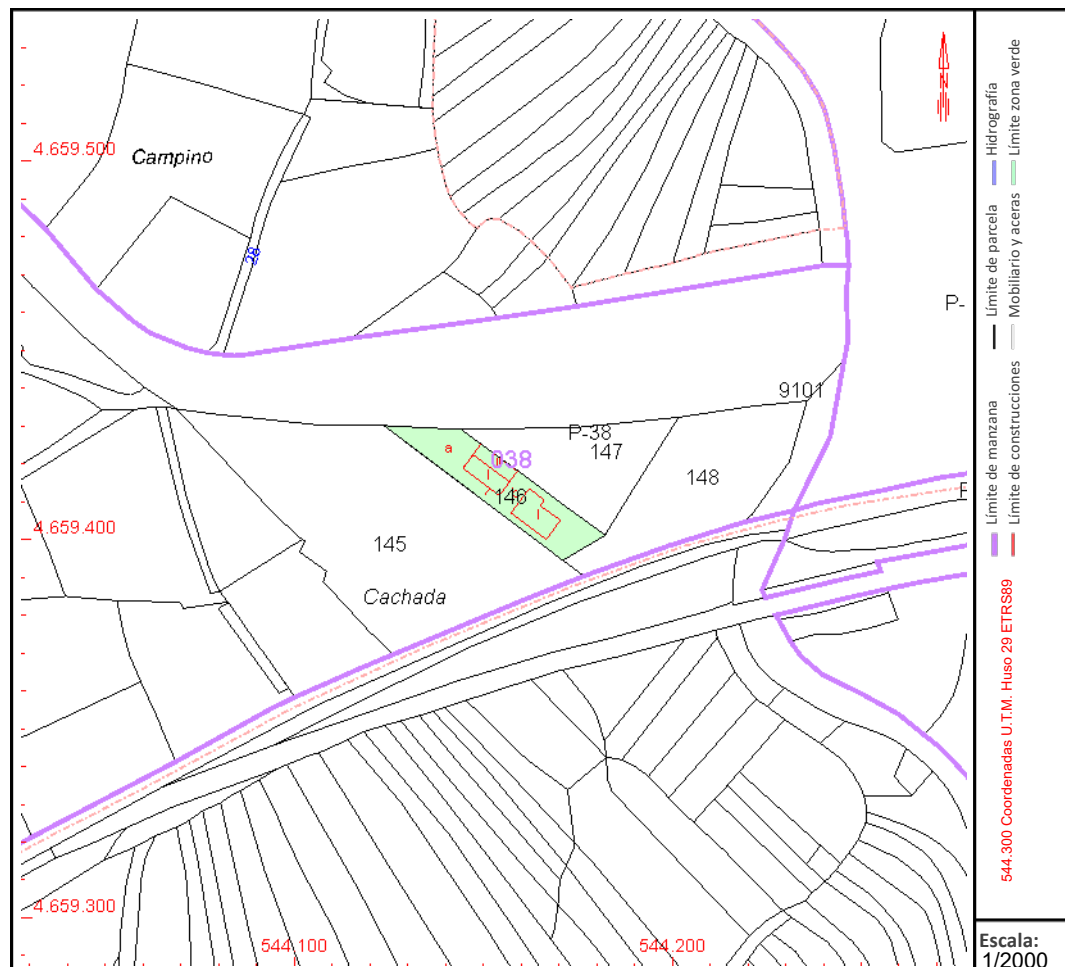 4.659.500
Campino
28
P-
9101
P-38
038
147
a
II
I
146
I
148
4.659.400
145
Cachada
4.659.300
544.100
544.200
N
Hidrografía
Límite zona verde
Límite de parcela
Mobiliario y aceras
Límite de manzana
Límite de construcciones
544.300 Coordenadas U.T.M. Huso 29 ETRS89
Escala:
1/2000